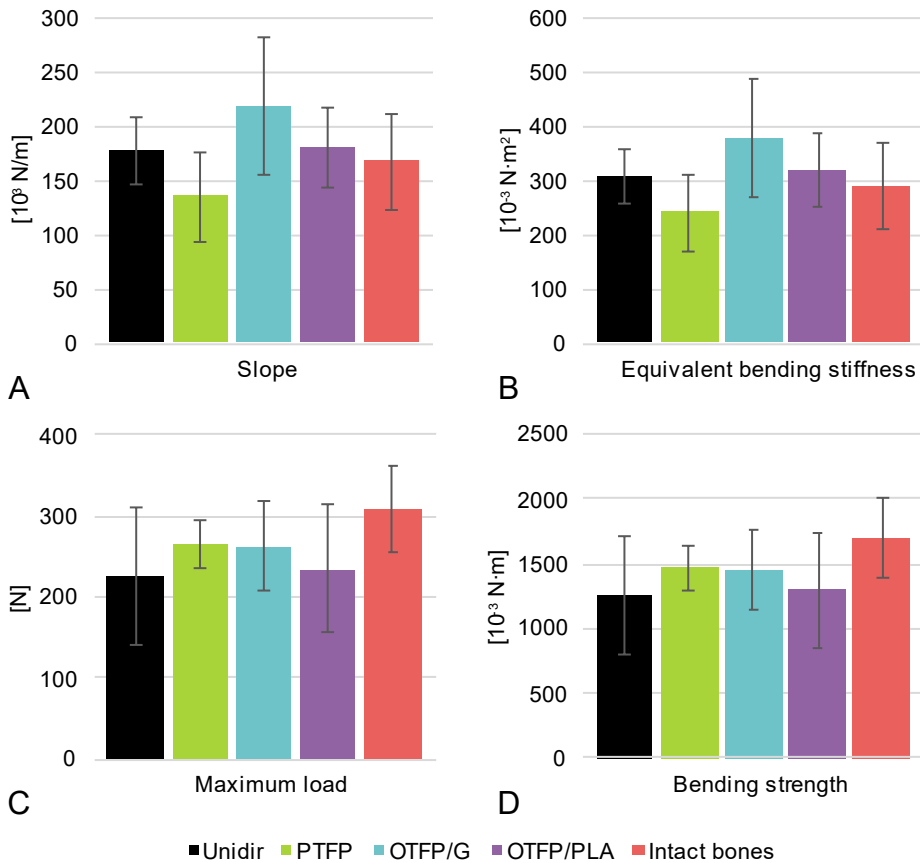 300
250
200
150
100
50
0
[10³ N/m]
Slope
A
600
500
400
300
200
100
0
[10⁻³ N·m²]
Equivalent bending stiffness
B
400
300
200
100
0
[N]
Maximum load
C
2500
2000
1500
1000
500
0
[10⁻³ N·m]
Bending strength
D
Unidir PTFP OTFP/G OTFP/PLA Intact bones